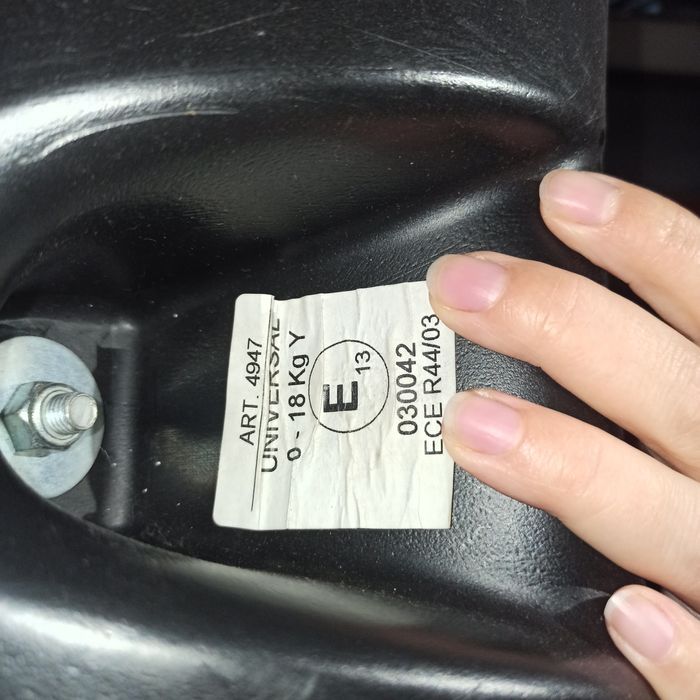 ART. 4947
UNIVERSAL
0 - 18 Kg Y
E 13
030042
ECE R44/03